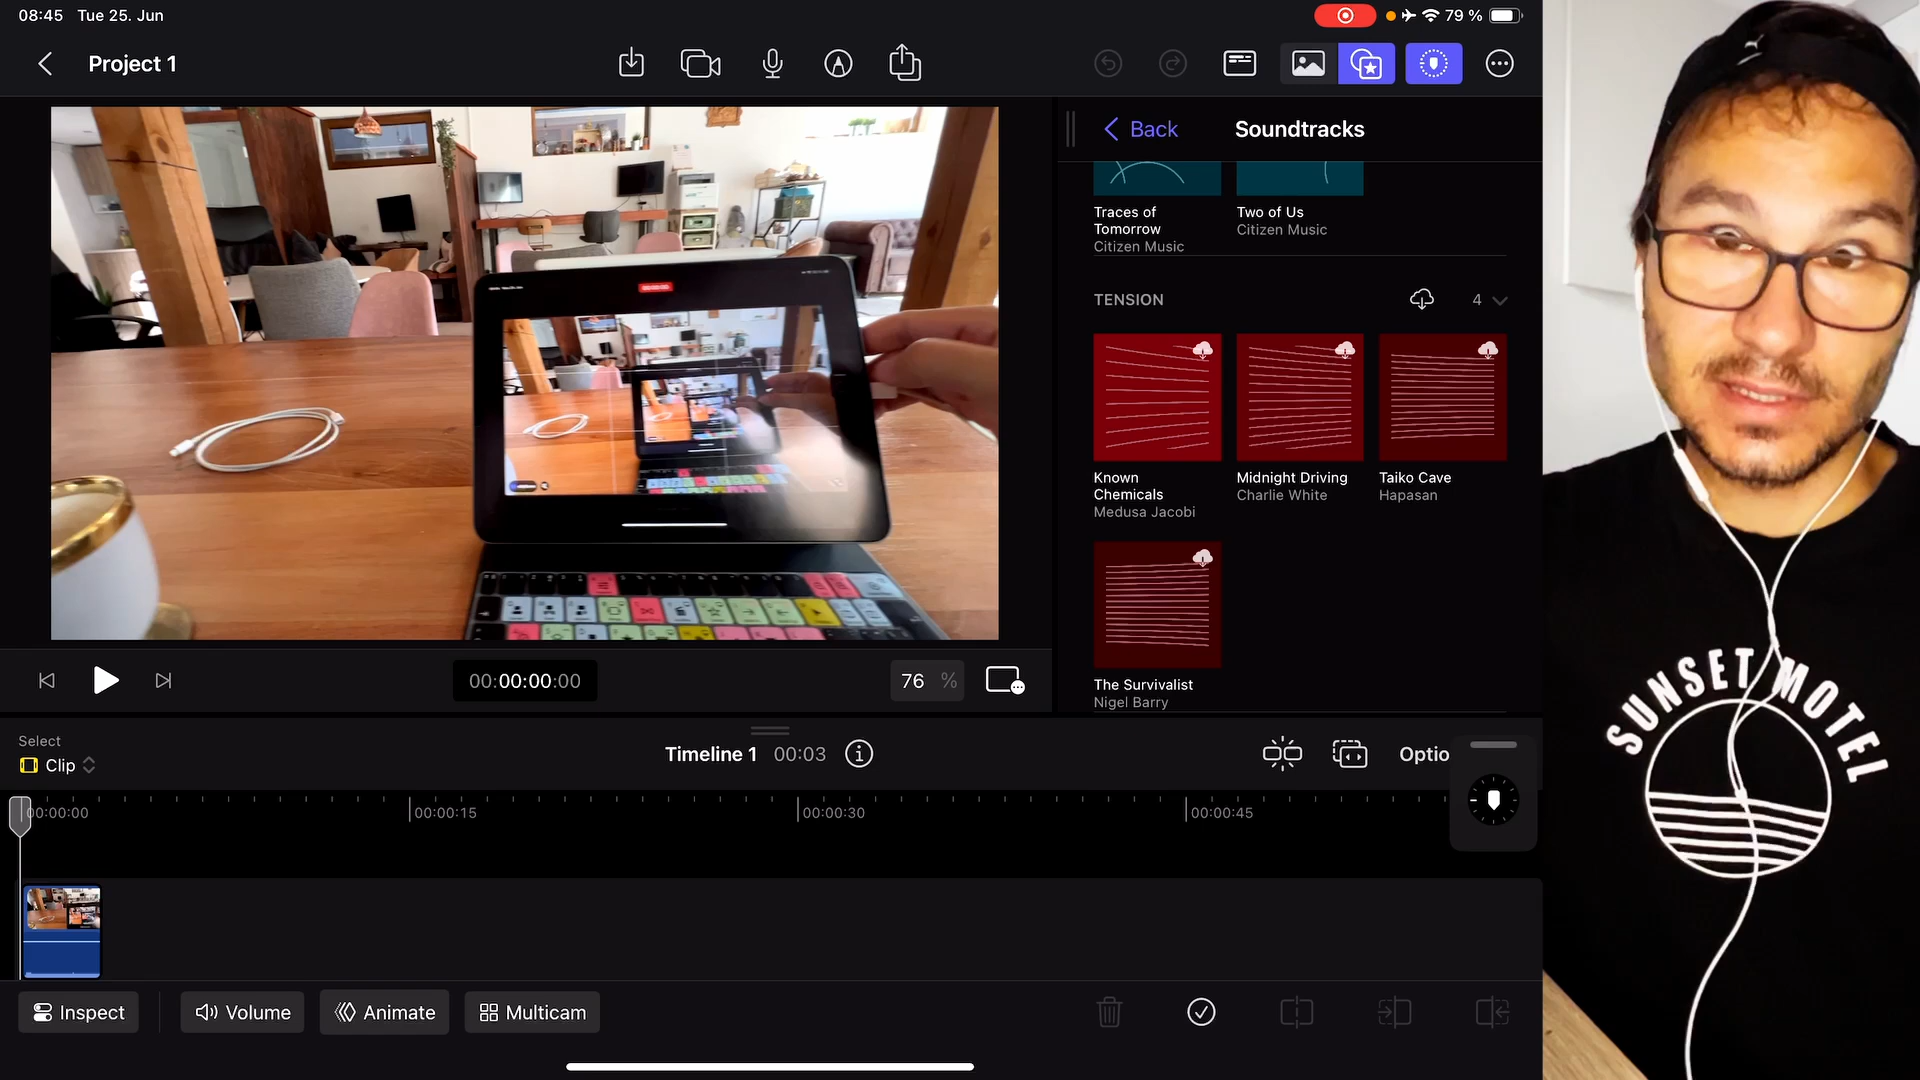 08:45 Tue 25. Jun
79 %
Project 1
Back
Soundtracks
Traces of
Tomorrow
Citizen Music
Two of Us
Citizen Music
TENSION
4
Known
Chemicals
Medusa Jacobi
Midnight Driving
Charlie White
Taiko Cave
Hapasan
The Survivalist
Nigel Barry
00:00:00:00
76 %
Select
Clip
Timeline 1 00:03
Optio
00:00:00
00:00:15
00:00:30
00:00:45
Inspect
Volume
Animate
Multicam
SUNSET MOTEL